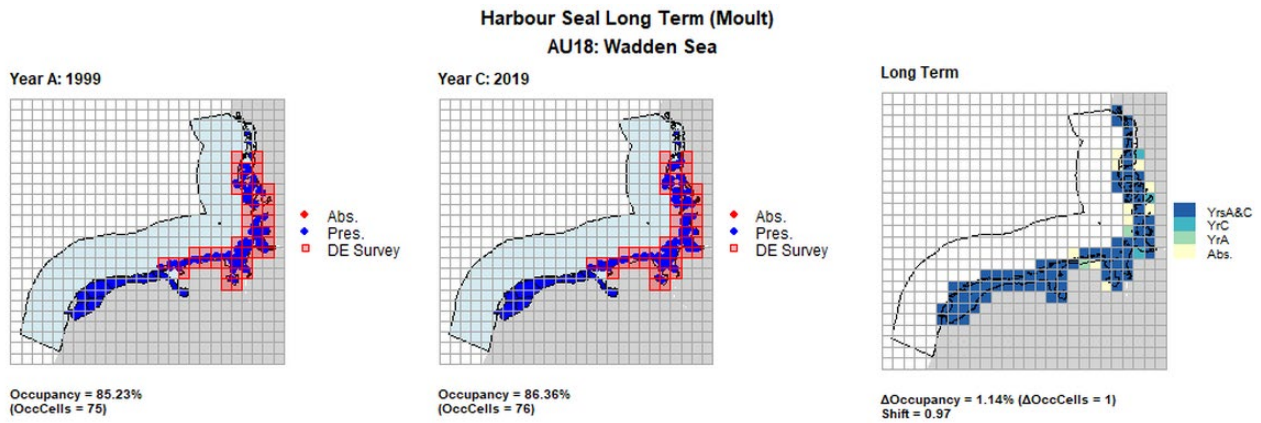 Harbour Seal Long Term (Moult)
AU18: Wadden Sea
Year A: 1999
Abs.
Pres.
DE Survey
Occupancy = 85.23%
(OccCells = 75)
Year C: 2019
Abs.
Pres.
DE Survey
Occupancy = 86.36%
(OccCells = 76)
Long Term
YrsA&C
YrC
YrA
Abs.
ΔOccupancy = 1.14% (ΔOccCells = 1)
Shift = 0.97